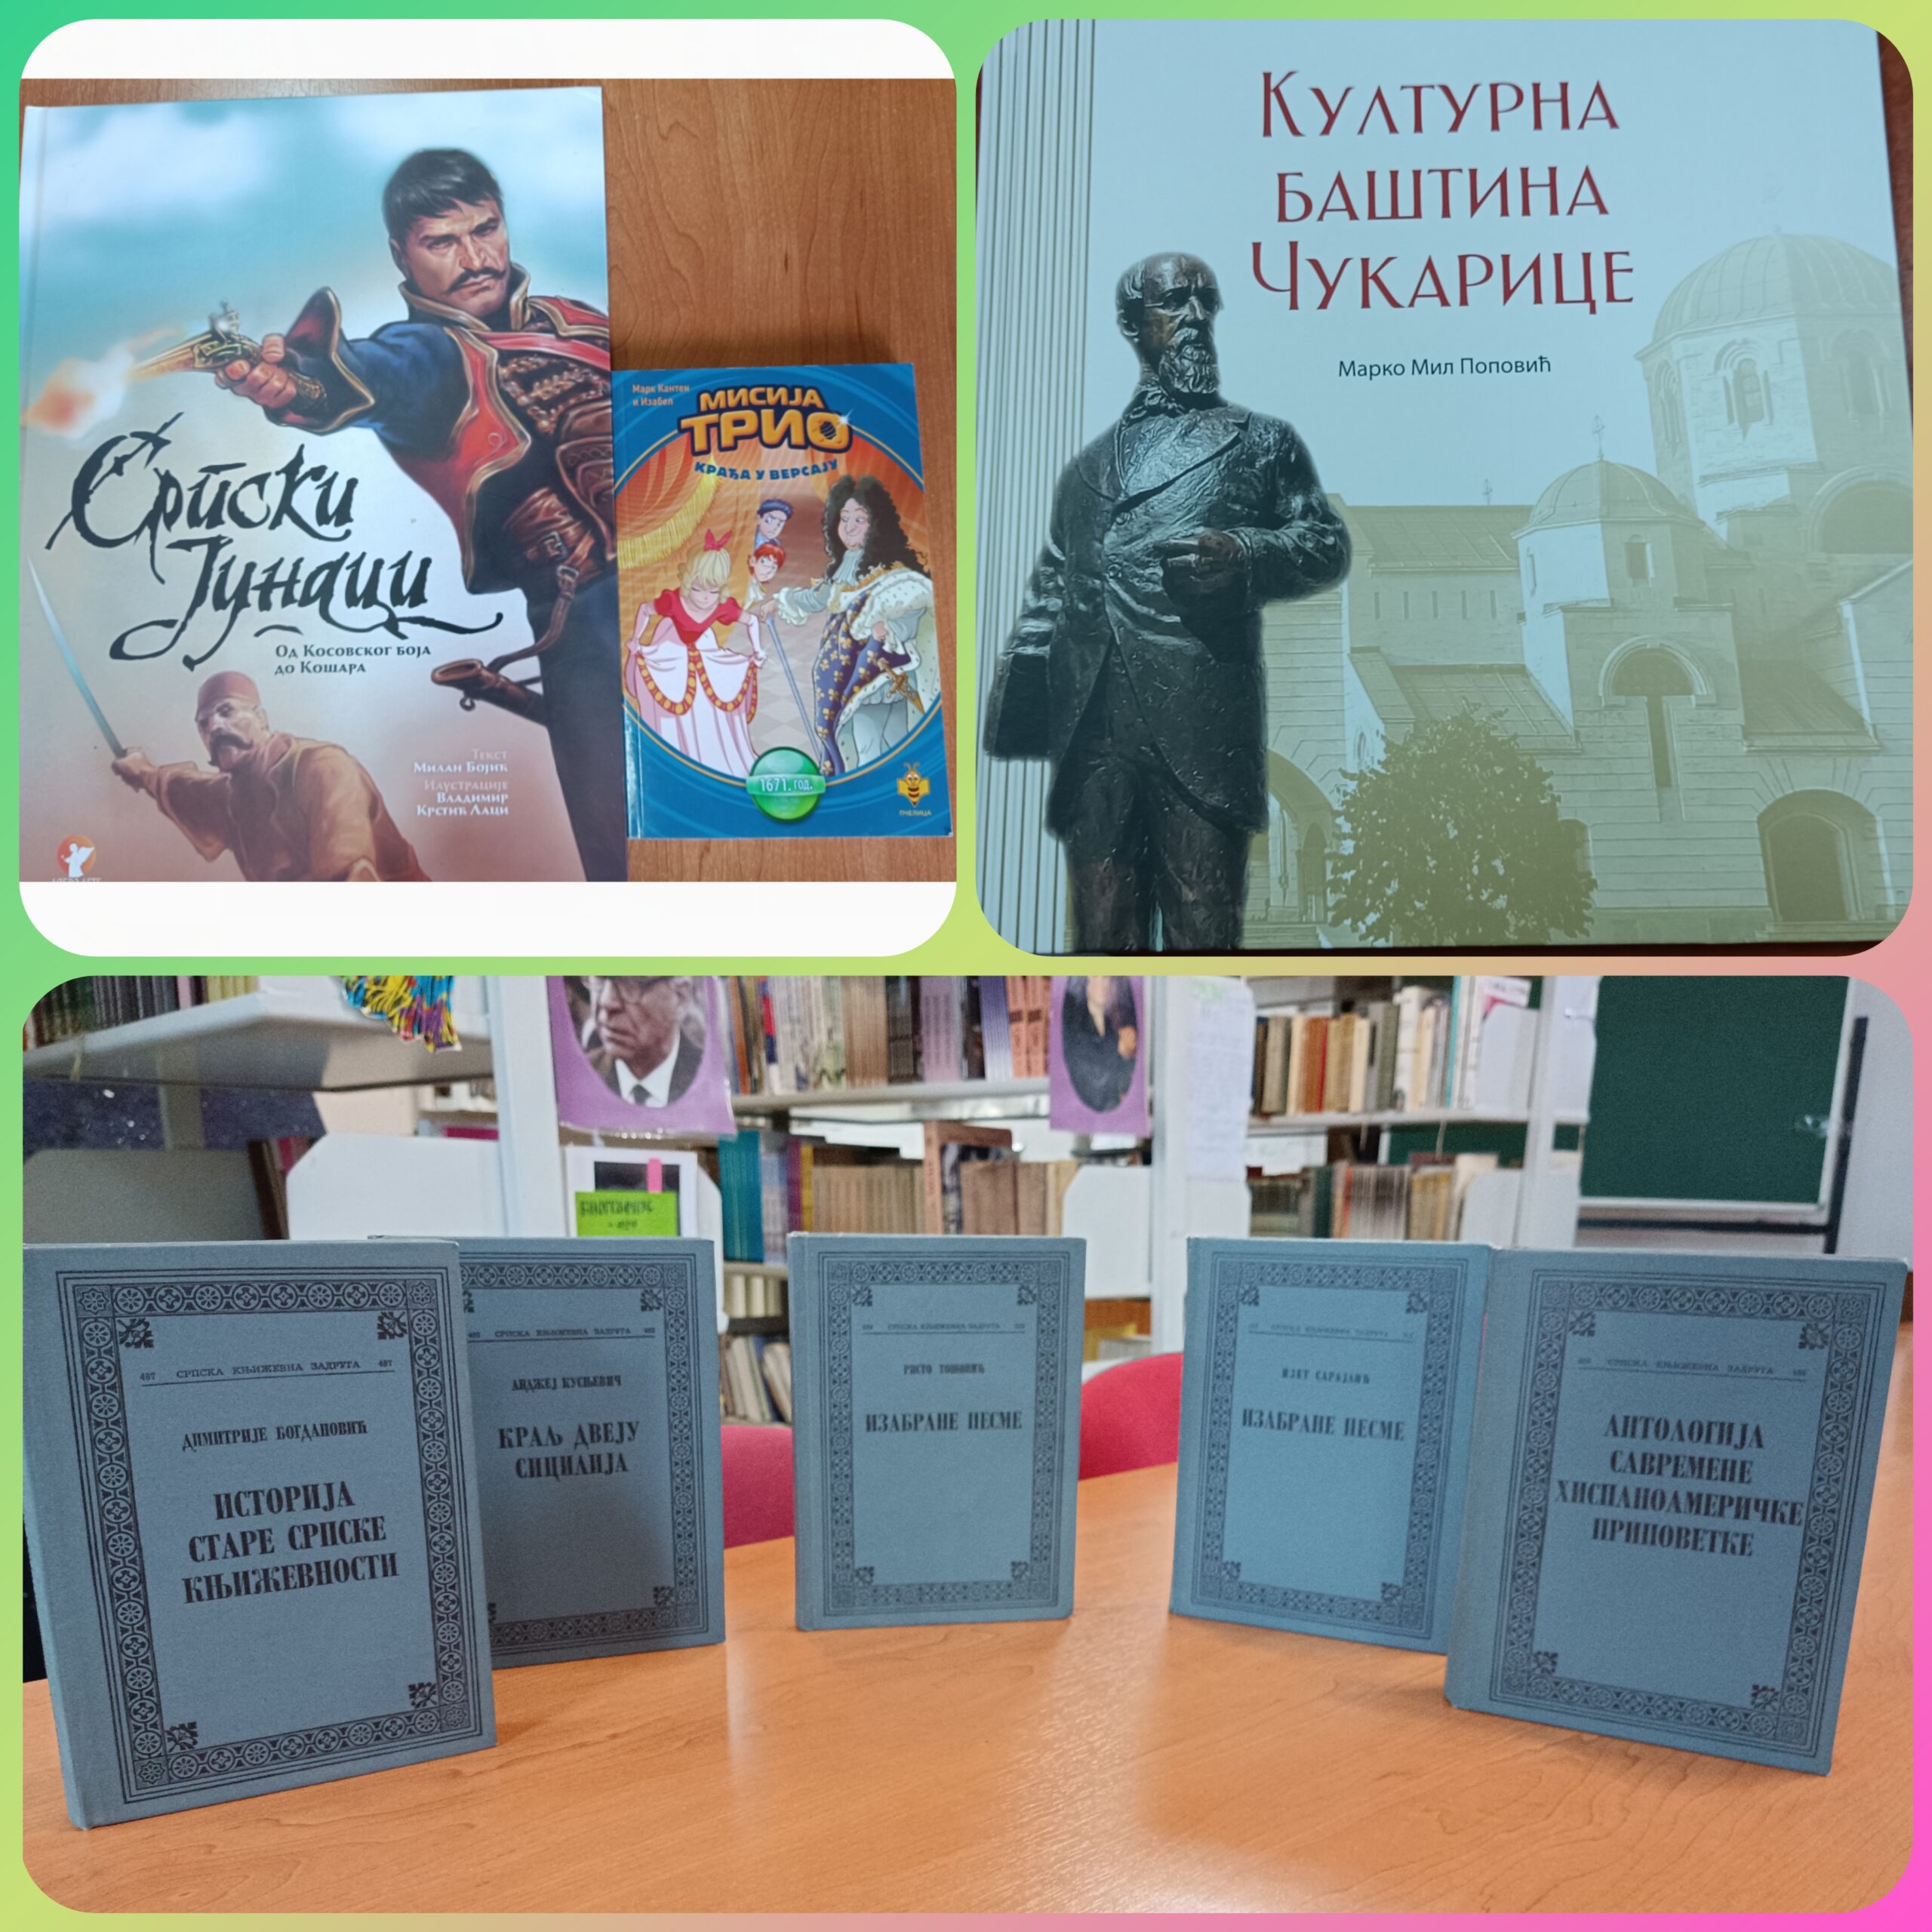 Српски
Јунаци
Од Косовског боја
до Кошара
Текст
Милан Бојић
Илустрације
Владимир
Крстић Лаци
Марк Кантен
и Изабел
МИСИЈА
ТРИО
КРАЂА У ВЕРСАЈУ
1671. год.
ПЧЕЛИЦА
Културна
баштина
Чукарице
Марко Мил Поповић
487 СРПСКА КЊИЖЕВНА ЗАДРУГА 487
ДИМИТРИЈЕ БОГДАНОВИЋ
ИСТОРИЈА
СТАРЕ СРПСКЕ
КЊИЖЕВНОСТИ
СРПСКА КЊИЖЕВНА ЗАДРУГА
АНДЖЕЈ КУСЊЕВИЧ
КРАЉ ДВЕЈУ
СИЦИЛИЈА
СРПСКА КЊИЖЕВНА ЗАДРУГА
РИСТО ТОШОВИЋ
ИЗАБРАНЕ ПЕСМЕ
СРПСКА КЊИЖЕВНА ЗАДРУГА
ИЗЕТ САРАЈЛИЋ
ИЗАБРАНЕ ПЕСМЕ
СРПСКА КЊИЖЕВНА ЗАДРУГА
АНТОЛОГИЈА
САВРЕМЕНЕ
ХИСПАНОАМЕРИЧКЕ
ПРИПОВЕТКЕ